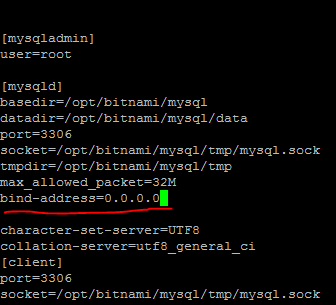 [mysqladmin]
user=root
[mysqld]
basedir=/opt/bitnami/mysql
datadir=/opt/bitnami/mysql/data
port=3306
socket=/opt/bitnami/mysql/tmp/mysql.sock
tmpdir=/opt/bitnami/mysql/tmp
max_allowed_packet=32M
bind-address=0.0.0.0
character-set-server=UTF8
collation-server=utf8_general_ci
[client]
port=3306
socket=/opt/bitnami/mysql/tmp/mysql.sock